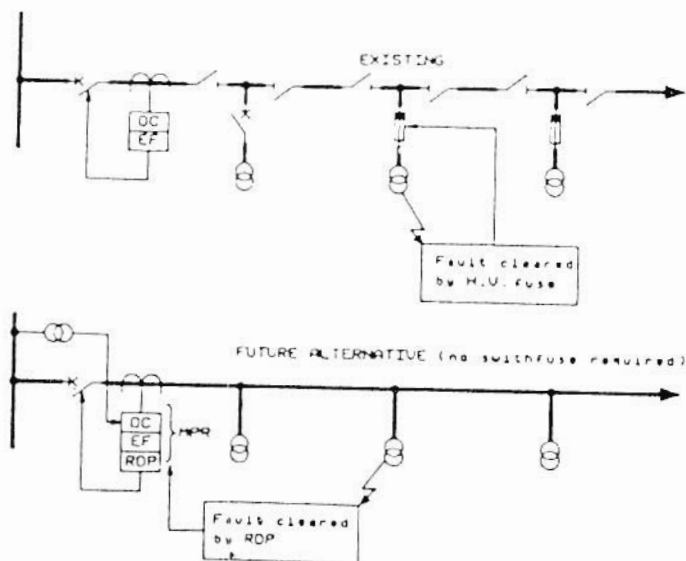 EXISTING
OC
EF
Fault cleared
by H.V. fuse
FUTURE ALTERNATIVE (no swithfuse required)
OC
EF
RDP
MPR
Fault cleared
by RDP